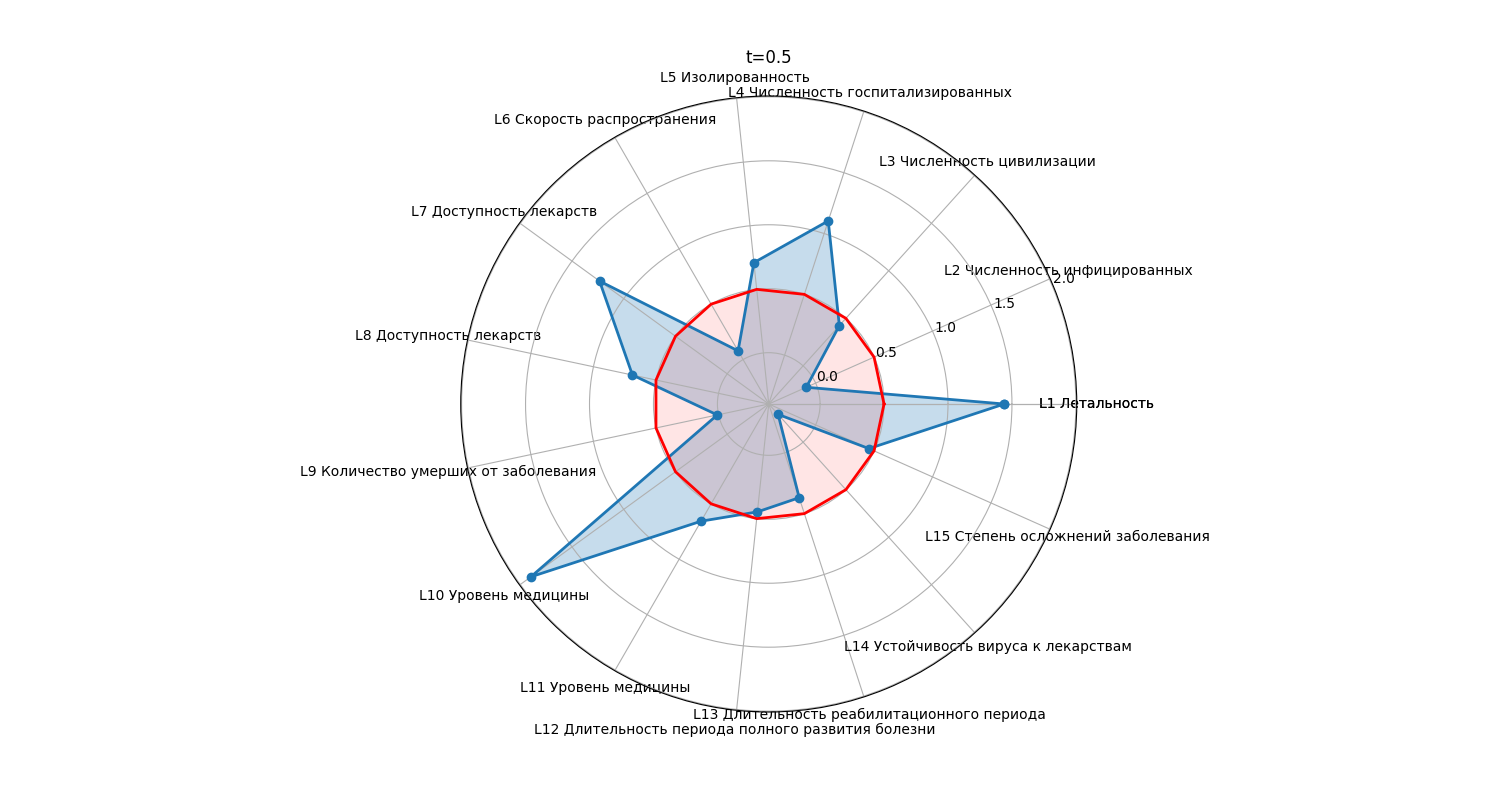 t=0.5
L5 Изолированность
L4 Численность госпитализированных
L6 Скорость распространения
L3 Численность цивилизации
L7 Доступность лекарств
L2 Численность инфицированных
2.0
1.5
1.0
L8 Доступность лекарств
0.5
0.0
L1 Летальность
L9 Количество умерших от заболевания
L15 Степень осложнений заболевания
L10 Уровень медицины
L14 Устойчивость вируса к лекарствам
L11 Уровень медицины
L13 Длительность реабилитационного периода
L12 Длительность периода полного развития болезни